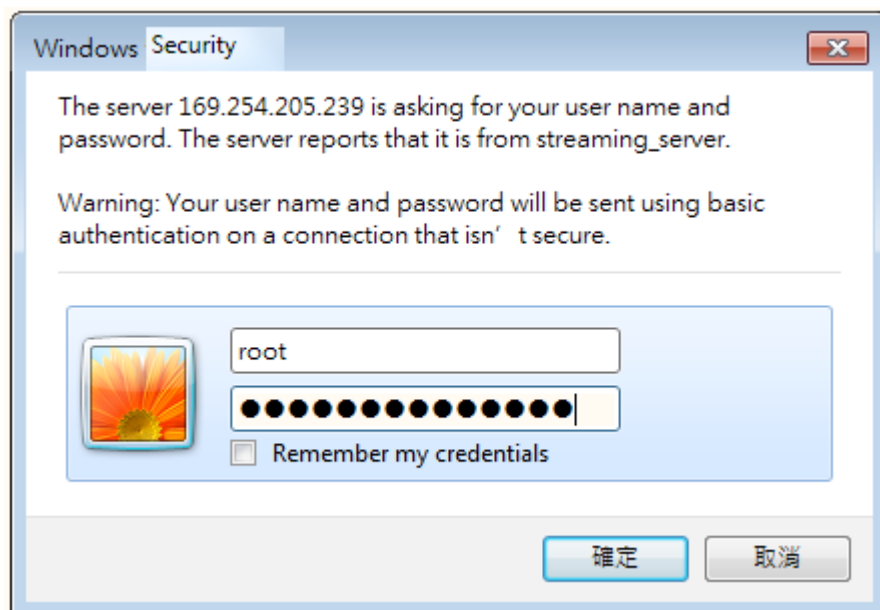 Windows Security
The server 169.254.205.239 is asking for your user name and
password. The server reports that it is from streaming_server.
Warning: Your user name and password will be sent using basic
authentication on a connection that isn’t secure.
root
●●●●●●●●●●●●●●
Remember my credentials
確定 取消